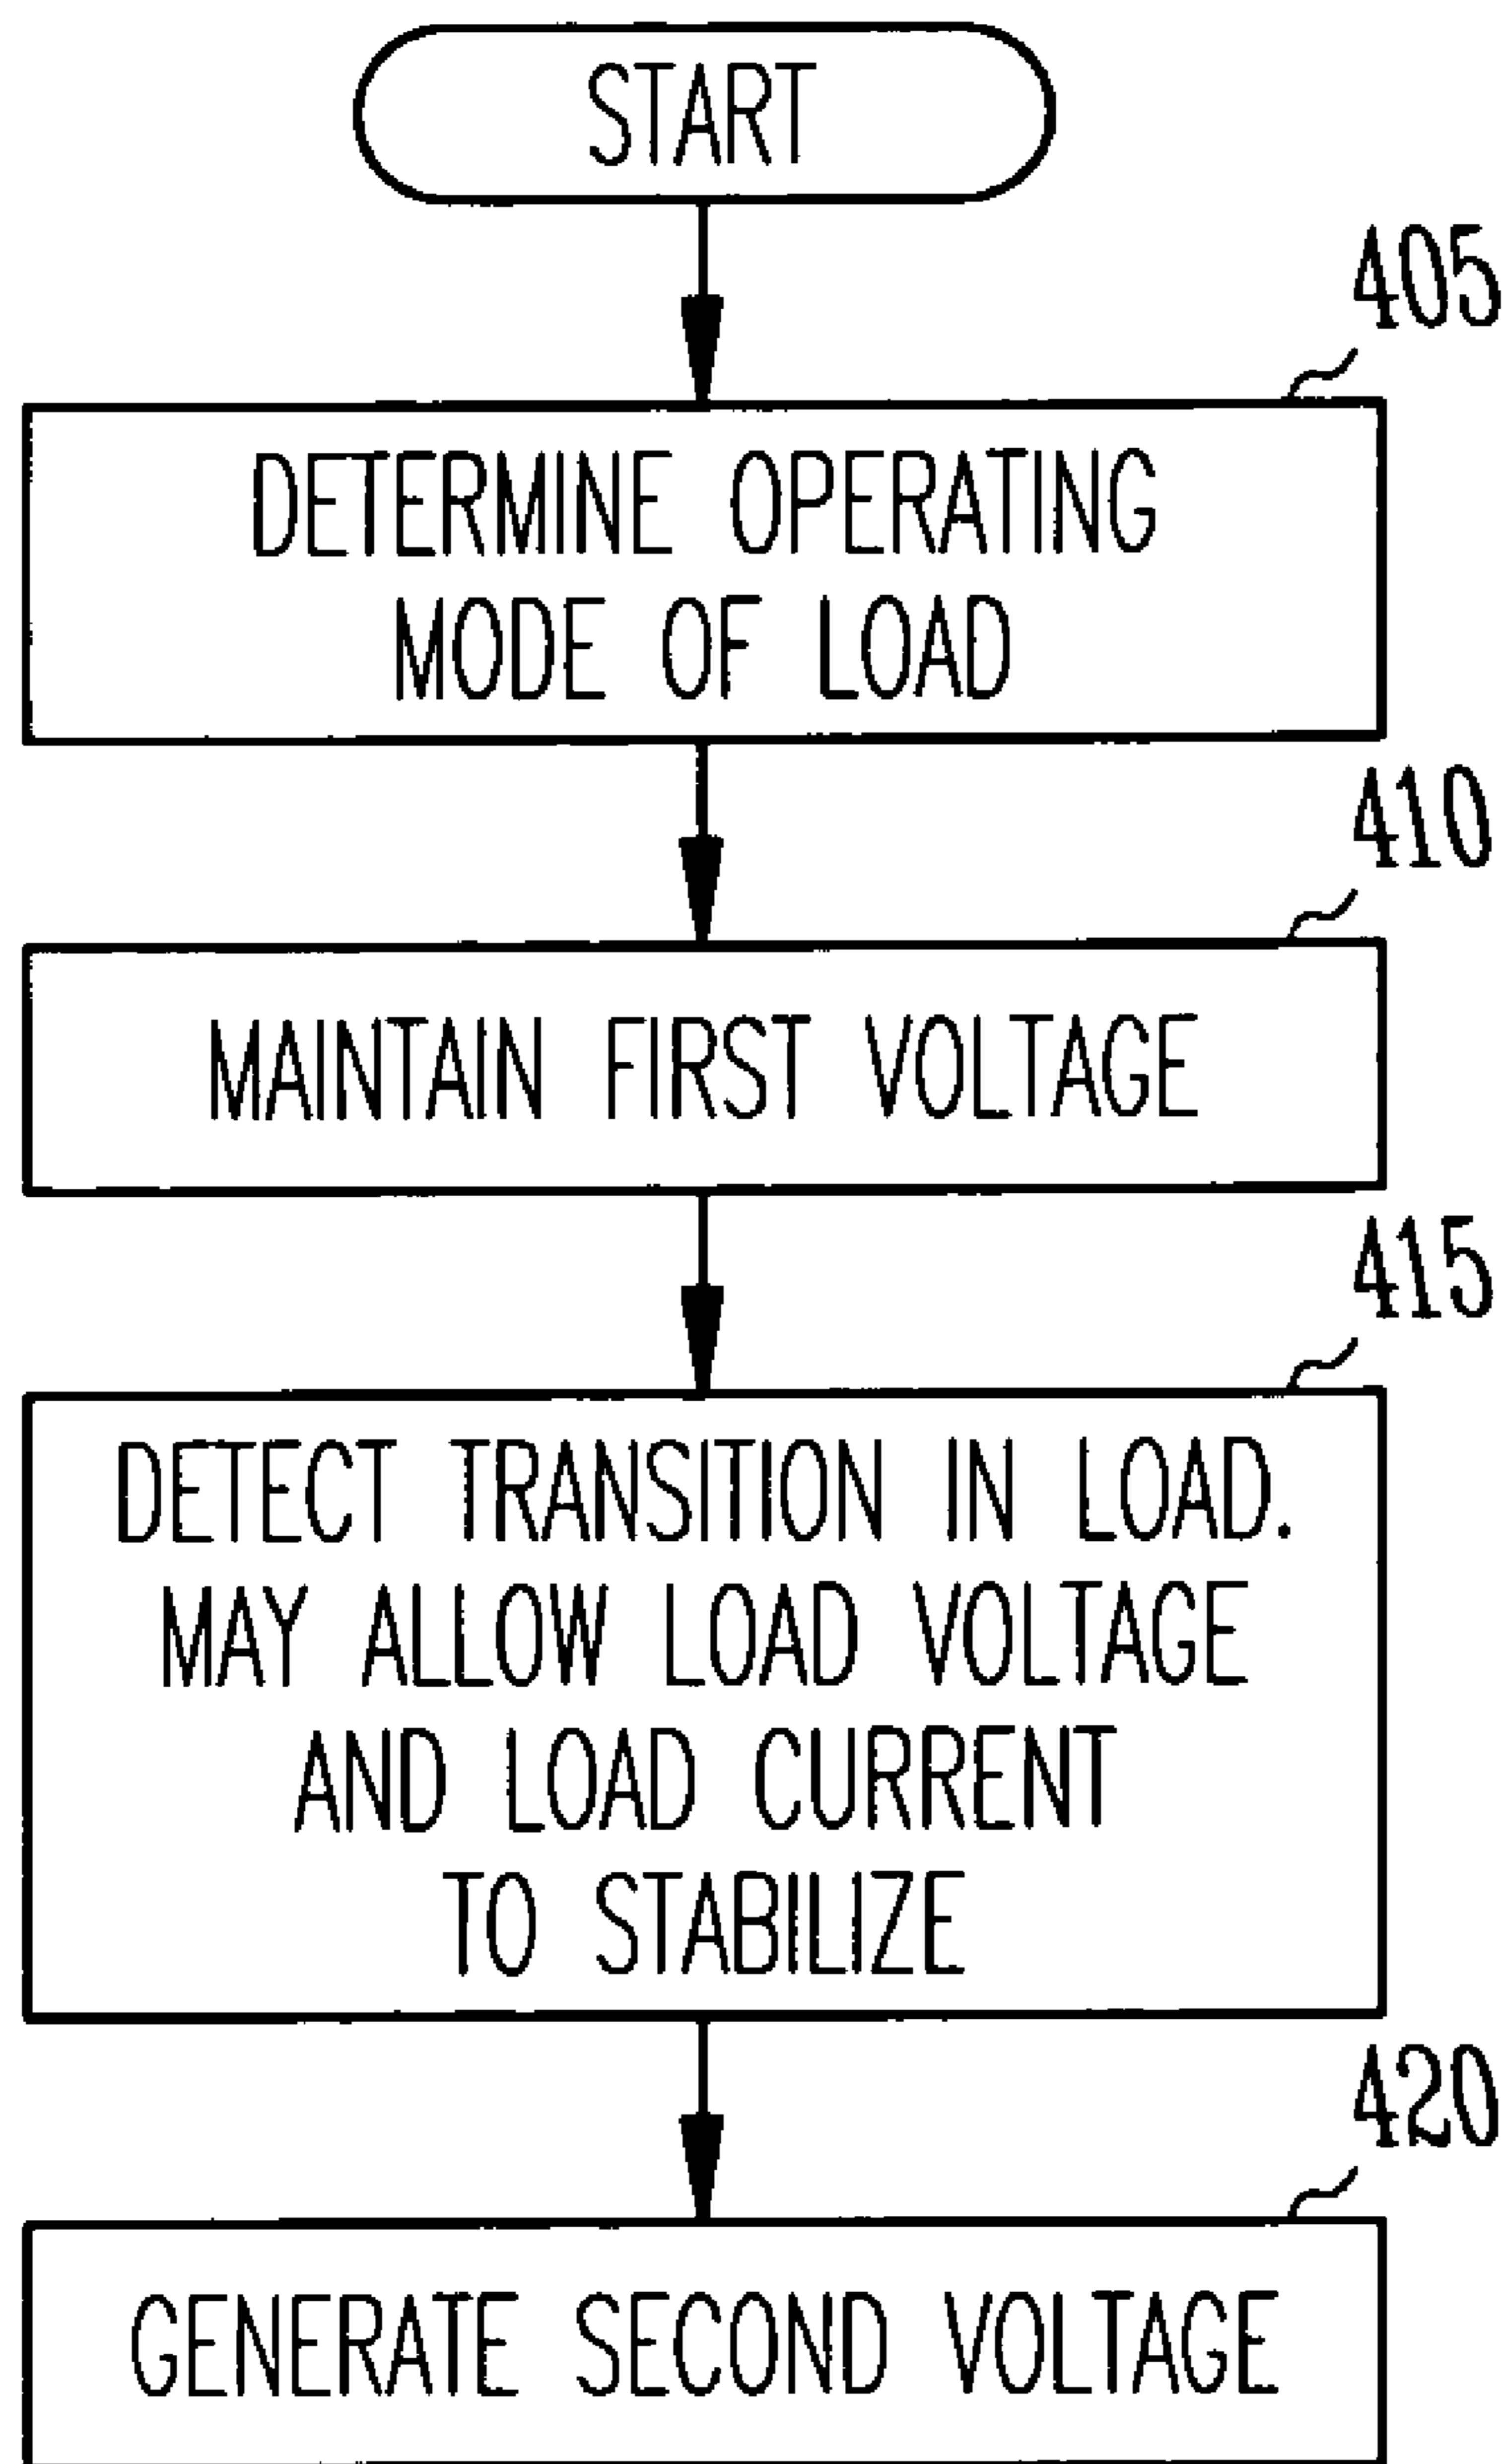 START
405
DETERMINE OPERATING
MODE OF LOAD
410
MAINTAIN FIRST VOLTAGE
415
DETECT TRANSITION IN LOAD.
MAY ALLOW LOAD VOLTAGE
AND LOAD CURRENT
TO STABILIZE
420
GENERATE SECOND VOLTAGE